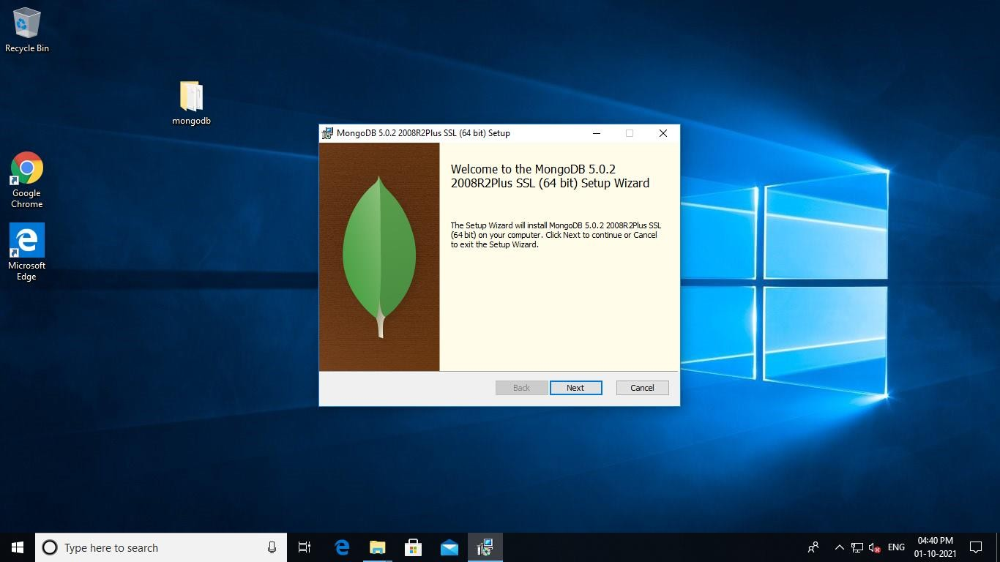 Recycle Bin
mongodb
Google
Chrome
Microsoft
Edge
MongoDB 5.0.2 2008R2Plus SSL (64 bit) Setup
Welcome to the MongoDB 5.0.2
2008R2Plus SSL (64 bit) Setup Wizard
The Setup Wizard will install MongoDB 5.0.2 2008R2Plus SSL
(64 bit) on your computer. Click Next to continue or Cancel
to exit the Setup Wizard.
Back
Next
Cancel
Type here to search
ENG
04:40 PM
01-10-2021